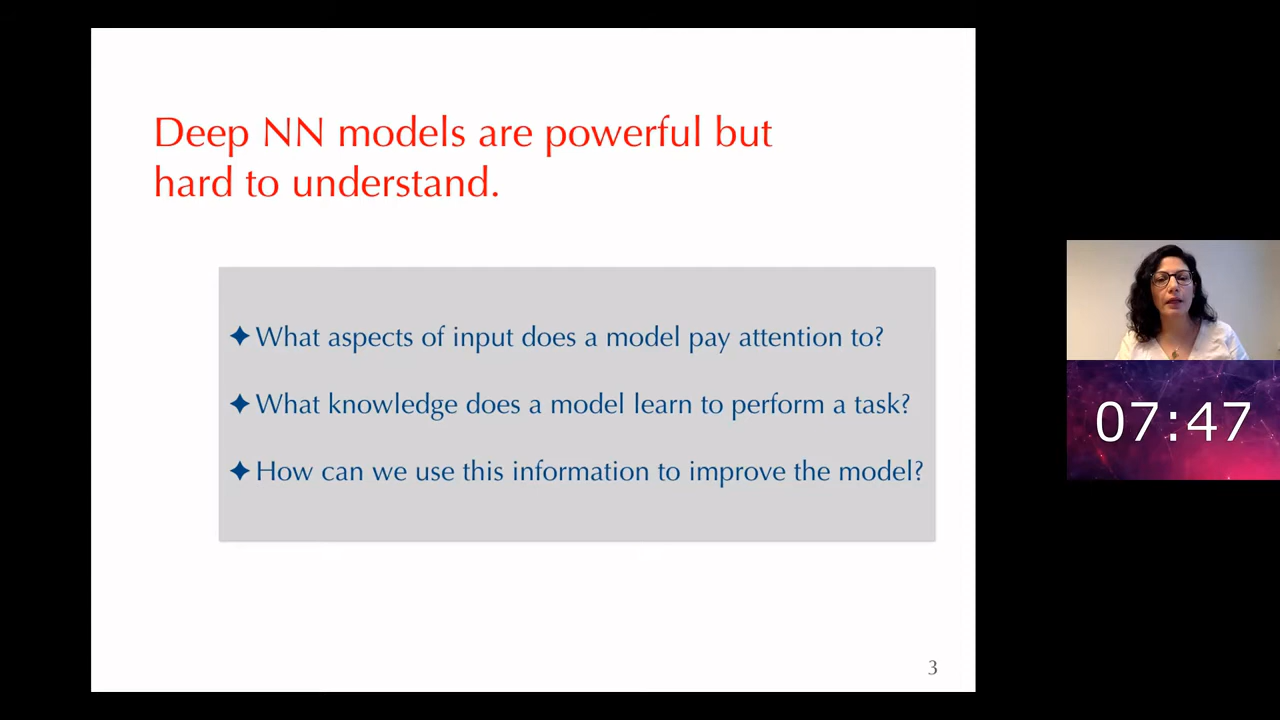 Deep NN models are powerful but
hard to understand.
✦What aspects of input does a model pay attention to?
✦What knowledge does a model learn to perform a task?
✦How can we use this information to improve the model?
3
07:47